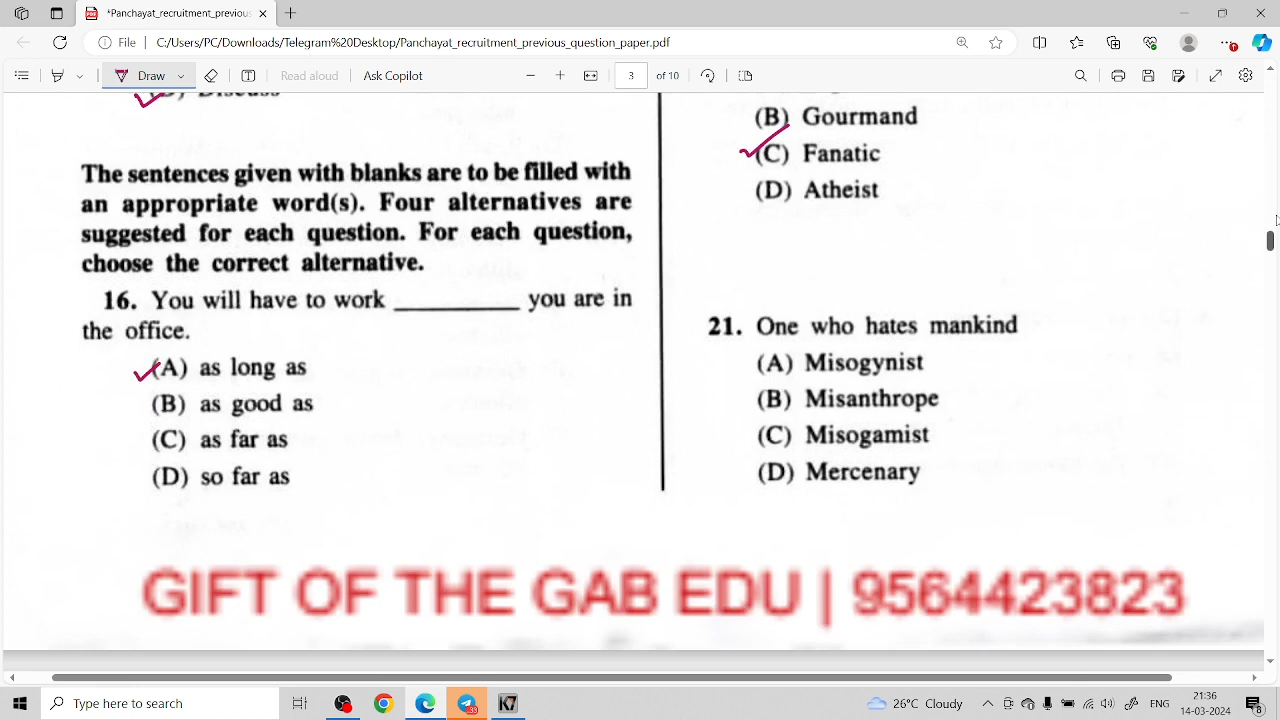 Panchayat_recruitment_previous
File
C:/Users/PC/Downloads/Telegram%20Desktop/Panchayat_recruitment_previous_question_paper.pdf
Draw
Read aloud
Ask Copilot
3
of 10
(D) Discuss
The sentences given with blanks are to be filled with
an appropriate word(s). Four alternatives are
suggested for each question. For each question,
choose the correct alternative.
16. You will have to work __________ you are in
the office.
(A) as long as
(B) as good as
(C) as far as
(D) so far as
(B) Gourmand
(C) Fanatic
(D) Atheist
21. One who hates mankind
(A) Misogynist
(B) Misanthrope
(C) Misogamist
(D) Mercenary
GIFT OF THE GAB EDU | 9564423823
Type here to search
20°C Cloudy
ENG
21:36
14-12-2024